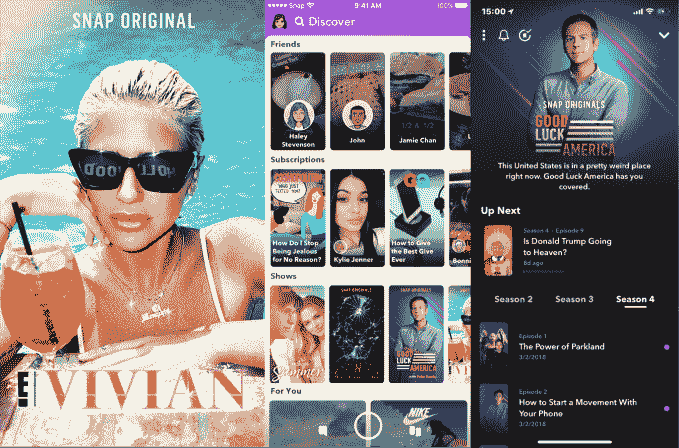 SNAP ORIGINAL
HOLLYWOOD
E!
VIVIAN
Snap
9:41 AM
100%
Discover
Friends
Haley
Stevenson
John
Jamie Chan
Subscriptions
How Do I Stop
Being Jealous
for No Reason?
Kylie Jenner
How to Give
the Best Give
Ever
Shows
Summer
GOOD
LUCK
AMERICA
For You
NIKE
15:00
SNAP ORIGINALS
GOOD
LUCK
AMERICA
This United States is in a pretty weird place
right now. Good Luck America has you
covered.
Up Next
Season 4 · Episode 9
Is Donald Trump Going
to Heaven?
6d ago
Season 2
Season 3
Season 4
Episode 1
The Power of Parkland
3/2/2018
Episode 2
How to Start a Movement With
Your Phone
3/2/2018